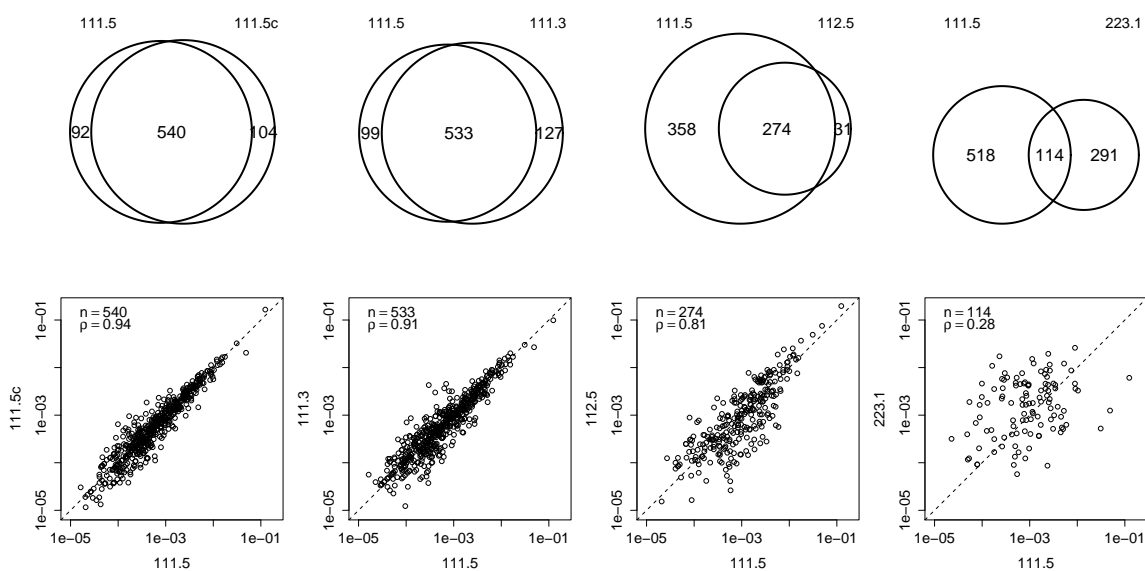 111.5 111.5c 111.5 111.3 111.5 112.5 111.5 223.1
92 540 104 99 533 127 358 274 31 518 114 291
n = 540
ρ = 0.94
1e−05 1e−03 1e−01
111.5c
1e−05 1e−03 1e−01
111.5
n = 533
ρ = 0.91
1e−05 1e−03 1e−01
111.3
1e−05 1e−03 1e−01
111.5
n = 274
ρ = 0.81
1e−05 1e−03 1e−01
112.5
1e−05 1e−03 1e−01
111.5
n = 114
ρ = 0.28
1e−05 1e−03 1e−01
223.1
1e−05 1e−03 1e−01
111.5